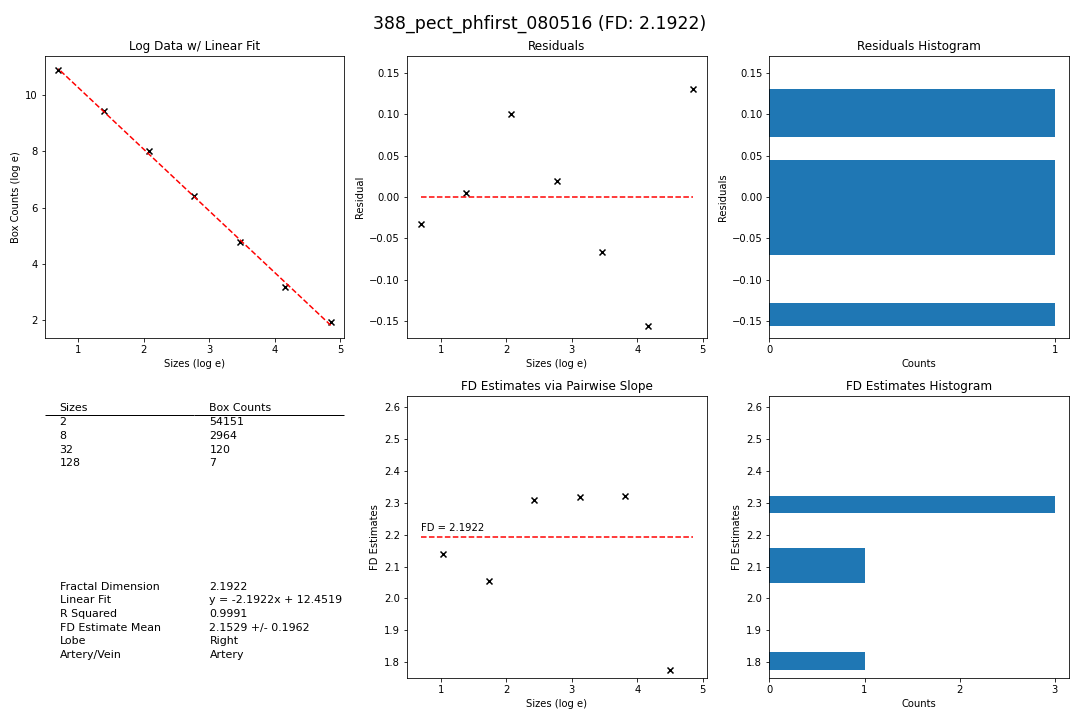 388_pect_phfirst_080516 (FD: 2.1922)
Log Data w/ Linear Fit
Box Counts (log e)
10
8
6
4
2
1 2 3 4 5
Sizes (log e)
Residuals
Residual
0.15
0.10
0.05
0.00
−0.05
−0.10
−0.15
1 2 3 4 5
Sizes (log e)
Residuals Histogram
Residuals
0.15
0.10
0.05
0.00
−0.05
−0.10
−0.15
0 1
Counts
Sizes Box Counts
2 54151
8 2964
32 120
128 7
Fractal Dimension 2.1922
Linear Fit y = -2.1922x + 12.4519
R Squared 0.9991
FD Estimate Mean 2.1529 +/- 0.1962
Lobe Right
Artery/Vein Artery
FD Estimates via Pairwise Slope
FD Estimates
2.6
2.5
2.4
2.3
2.2
2.1
2.0
1.9
1.8
FD = 2.1922
1 2 3 4 5
Sizes (log e)
FD Estimates Histogram
FD Estimates
2.6
2.5
2.4
2.3
2.2
2.1
2.0
1.9
1.8
0 1 2 3
Counts